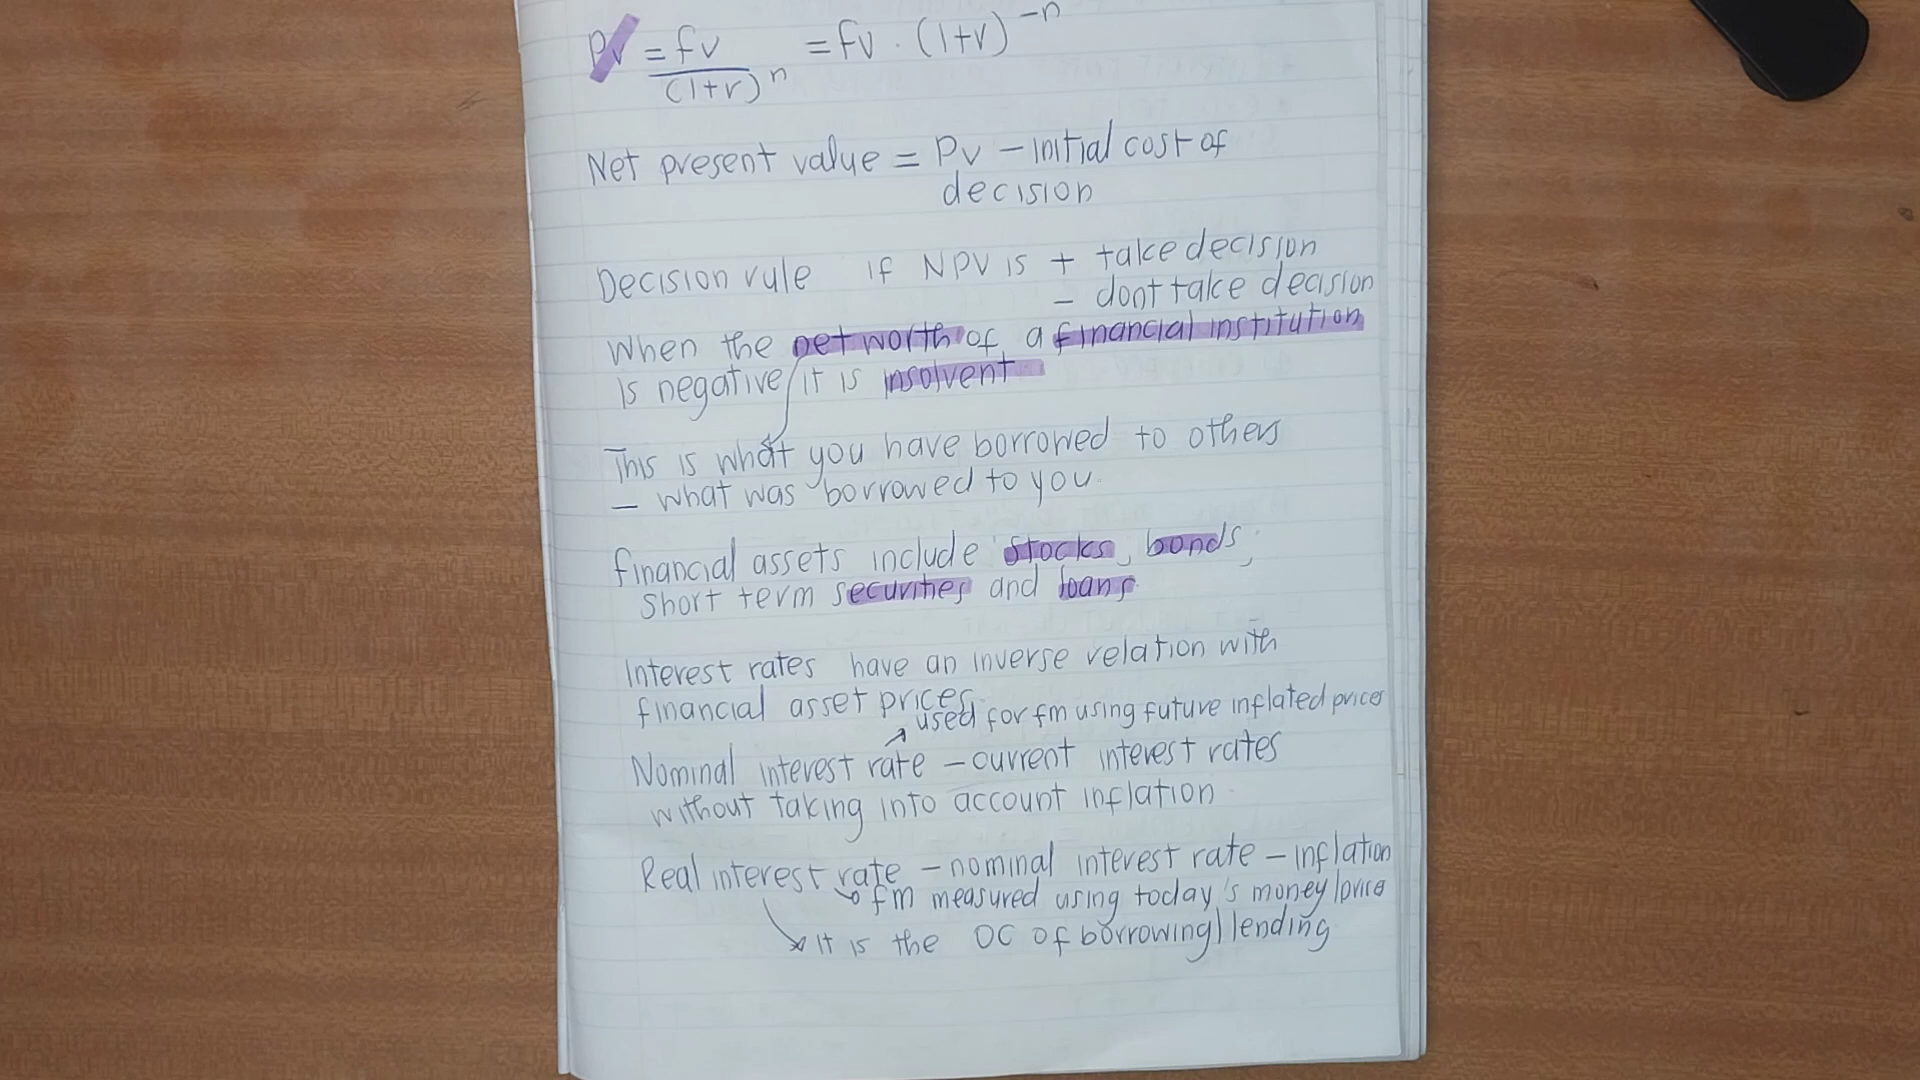 PV = fv/(1+r)^n = fv . (1+r)^-n
Net present value = PV - initial cost of
decision
Decision rule if NPV is + take decision
- dont take decision
When the net worth of a financial institution
is negative it is insolvent
This is what you have borrowed to others
- what was borrowed to you.
financial assets include stocks, bonds,
short term securities and loans.
Interest rates have an inverse relation with
financial asset prices.
used for fm using future inflated prices
Nominal interest rate - current interest rates
without taking into account inflation
Real interest rate - nominal interest rate - inflation
fm measured using today's money/price
it is the OC of borrowing/lending